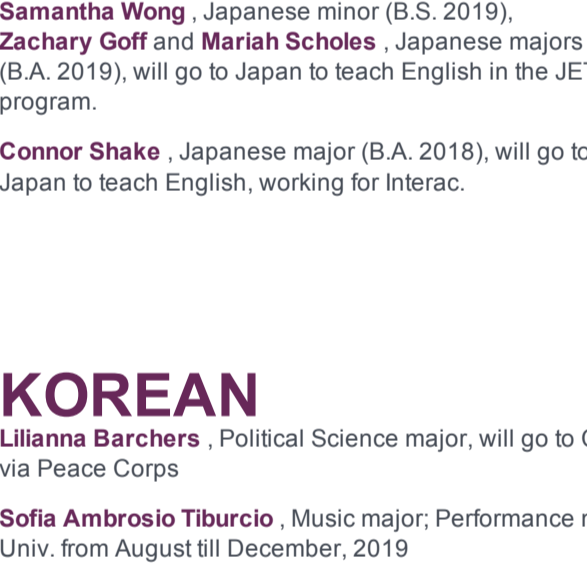 Samantha Wong , Japanese minor (B.S. 2019),
Zachary Goff and Mariah Scholes , Japanese majors
(B.A. 2019), will go to Japan to teach English in the
program.
Connor Shake , Japanese major (B.A. 2018), will go to
Japan to teach English, working for Interac.
KOREAN
Lilianna Barchers , Political Science major, will go to
via Peace Corps
Sofia Ambrosio Tiburcio , Music major; Performance
Univ. from August till December, 2019